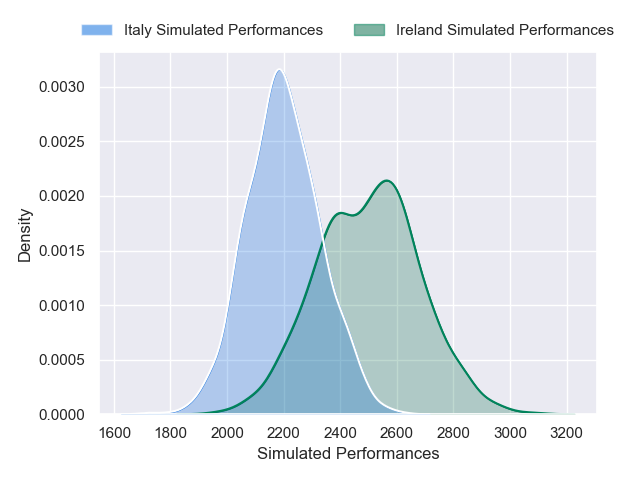 Italy Simulated Performances
Ireland Simulated Performances
0.0030
0.0025
0.0020
0.0015
0.0010
0.0005
0.0000
Density
1600 1800 2000 2200 2400 2600 2800 3000 3200
Simulated Performances